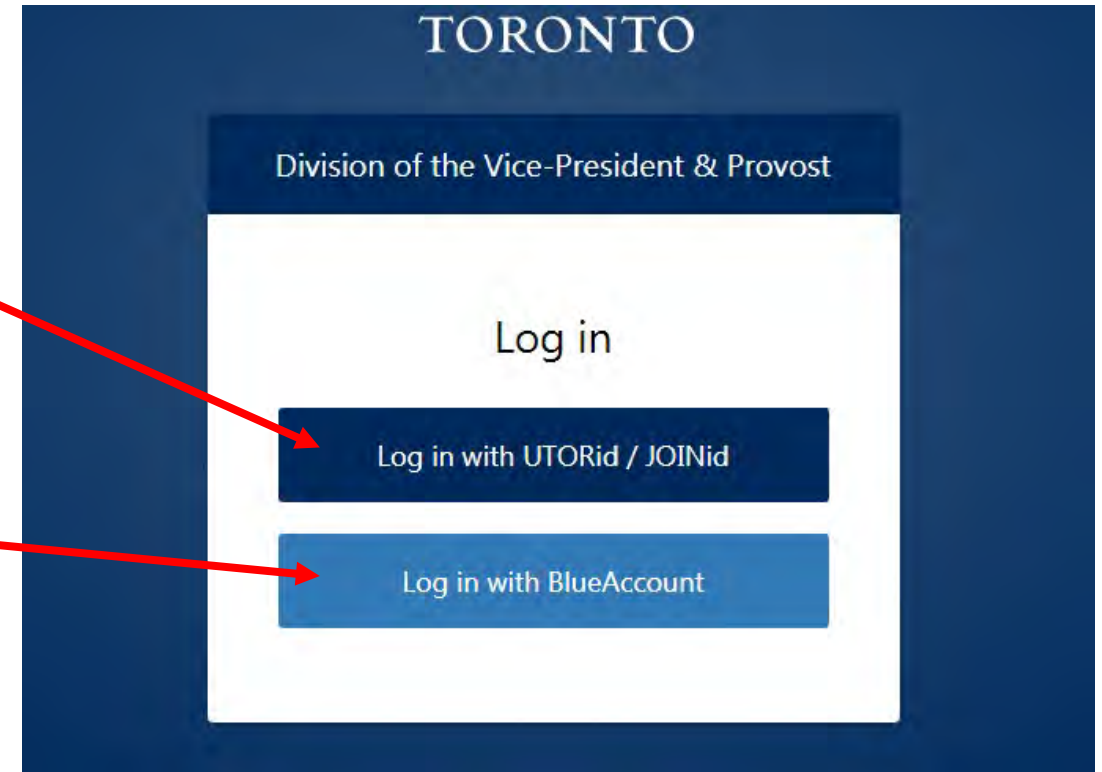 TORONTO
Division of the Vice-President & Provost
Log in
Log in with UTORid / JOINid
Log in with BlueAccount